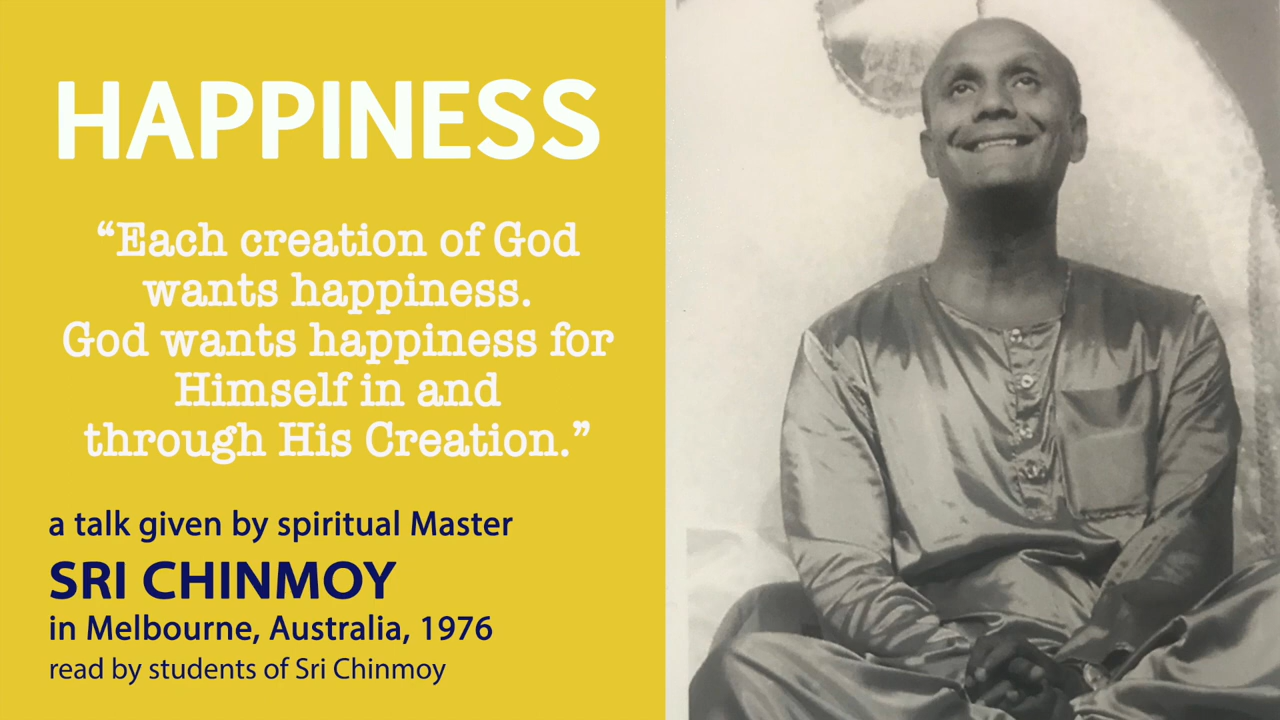 HAPPINESS
“Each creation of God
wants happiness.
God wants happiness for
Himself in and
through His Creation.”
a talk given by spiritual Master
SRI CHINMOY
in Melbourne, Australia, 1976
read by students of Sri Chinmoy